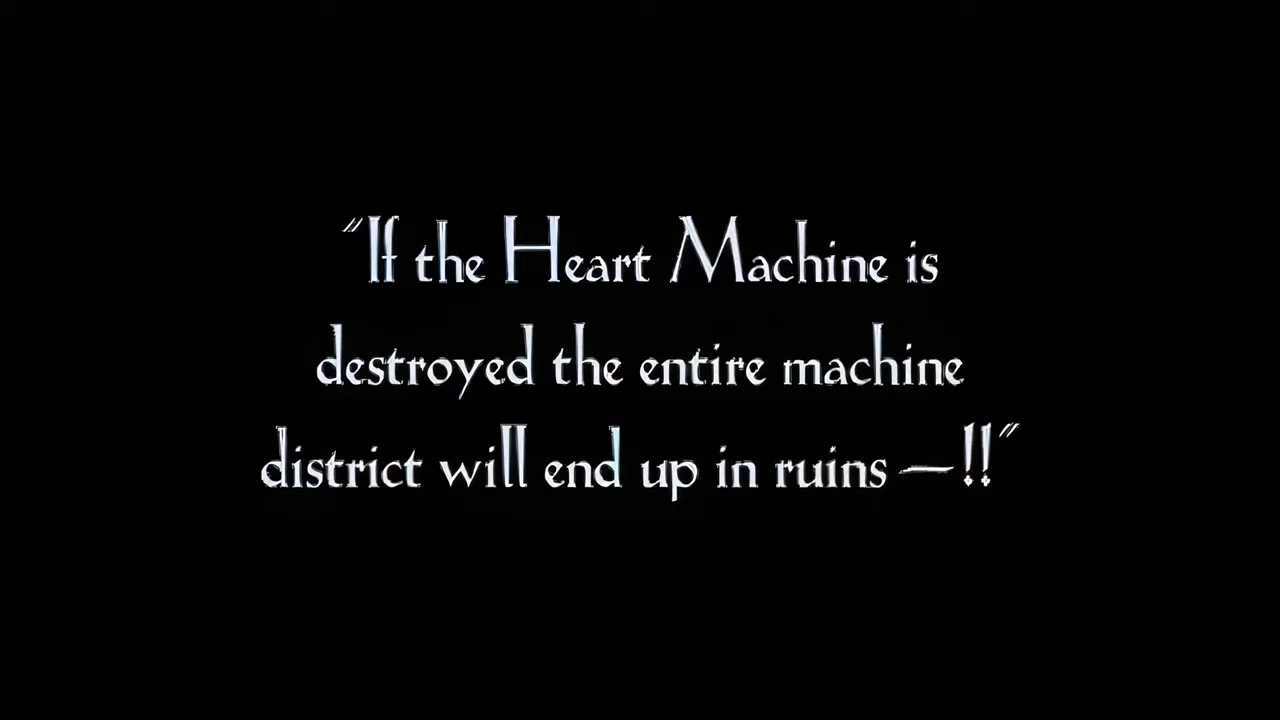 "If the Heart Machine is
destroyed the entire machine
district will end up in ruins —!!"